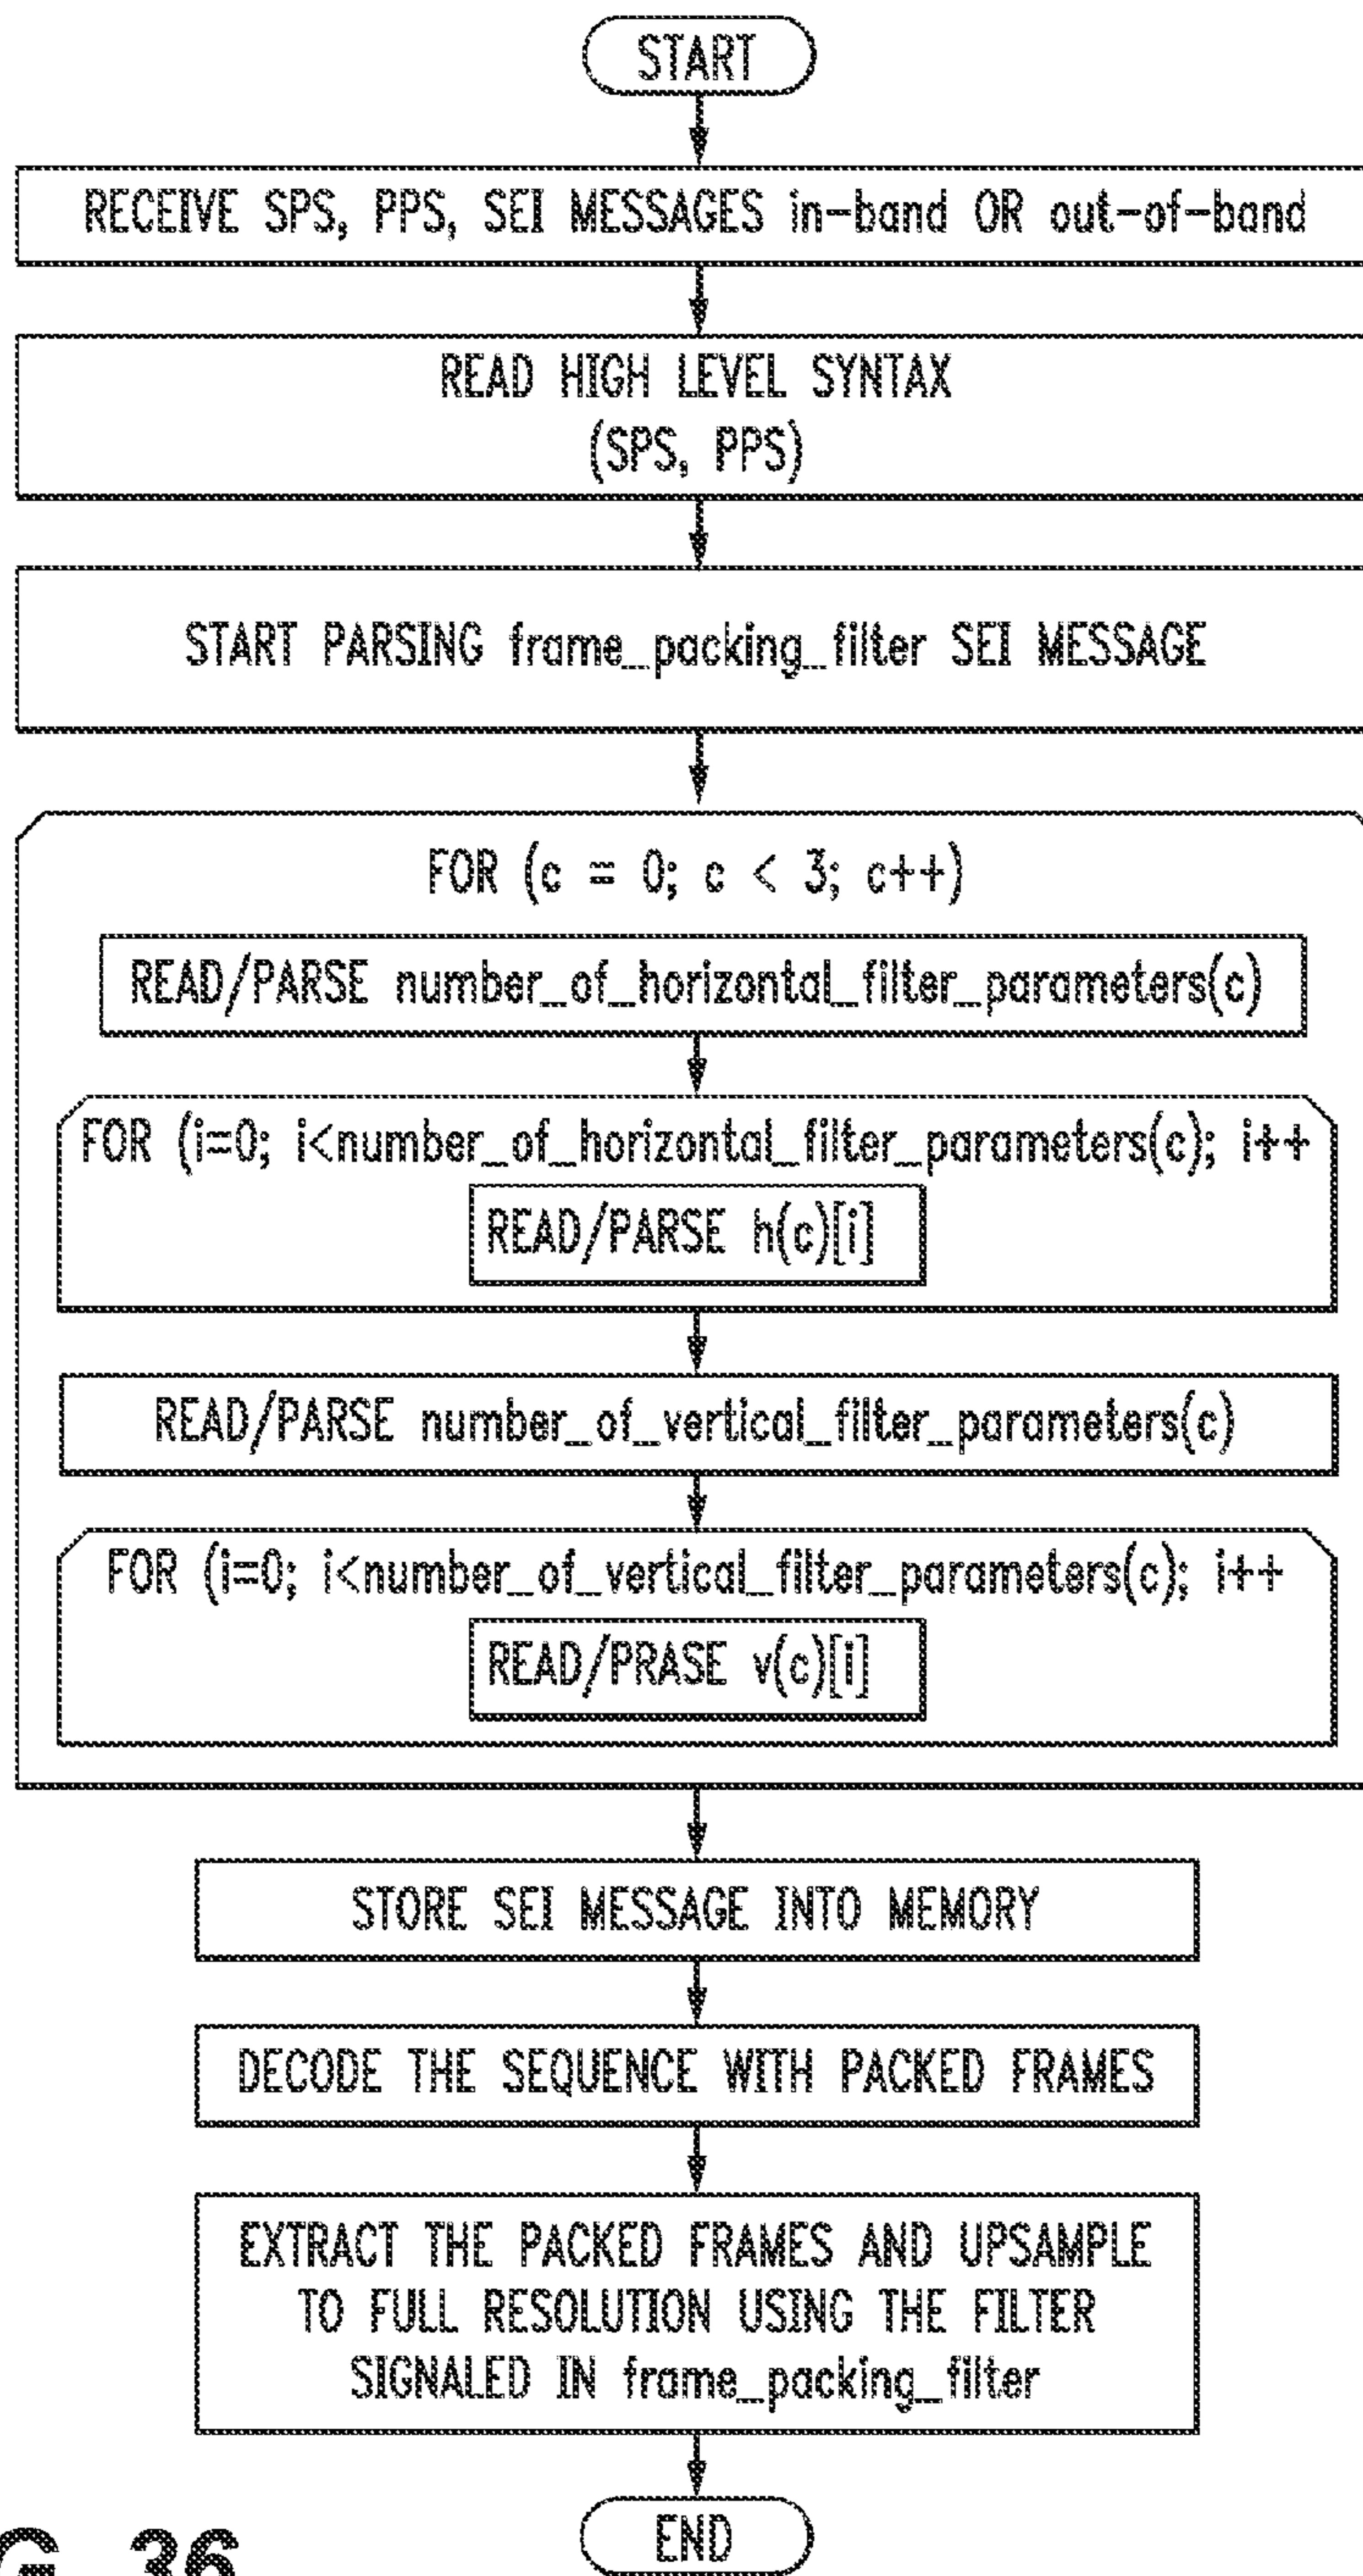 START
RECEIVE SPS, PPS, SEI MESSAGES in-band OR out-of-band
READ HIGH LEVEL SYNTAX
(SPS, PPS)
START PARSING frame_packing_filter SEI MESSAGE
FOR (c = 0; c < 3; c++)
READ/PARSE number_of_horizontal_filter_parameters(c)
FOR (i=0; i<number_of_horizontal_filter_parameters(c); i++
READ/PARSE h(c)[i]
READ/PARSE number_of_vertical_filter_parameters(c)
FOR (i=0; i<number_of_vertical_filter_parameters(c); i++
READ/PRASE v(c)[i]
STORE SEI MESSAGE INTO MEMORY
DECODE THE SEQUENCE WITH PACKED FRAMES
EXTRACT THE PACKED FRAMES AND UPSAMPLE
TO FULL RESOLUTION USING THE FILTER
SIGNALED IN frame_packing_filter
END
G. 36